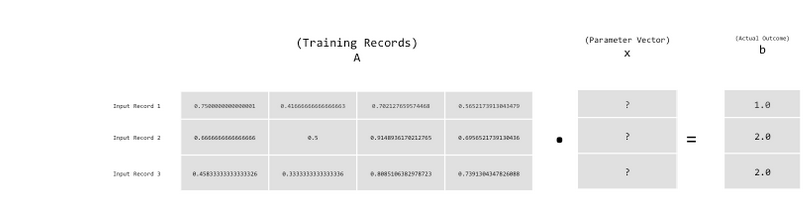 (Training Records)
A
(Parameter Vector)
x
(Actual Outcome)
b
Input Record 1 0.7500000000000001 0.41666666666666663 0.702127659574468 0.5652173913043479 ? 1.0
Input Record 2 0.6666666666666666 0.5 0.9148936170212765 0.6956521739130436 • ? = 2.0
Input Record 3 0.45833333333333326 0.3333333333333336 0.8085106382978723 0.7391304347826088 ? 2.0